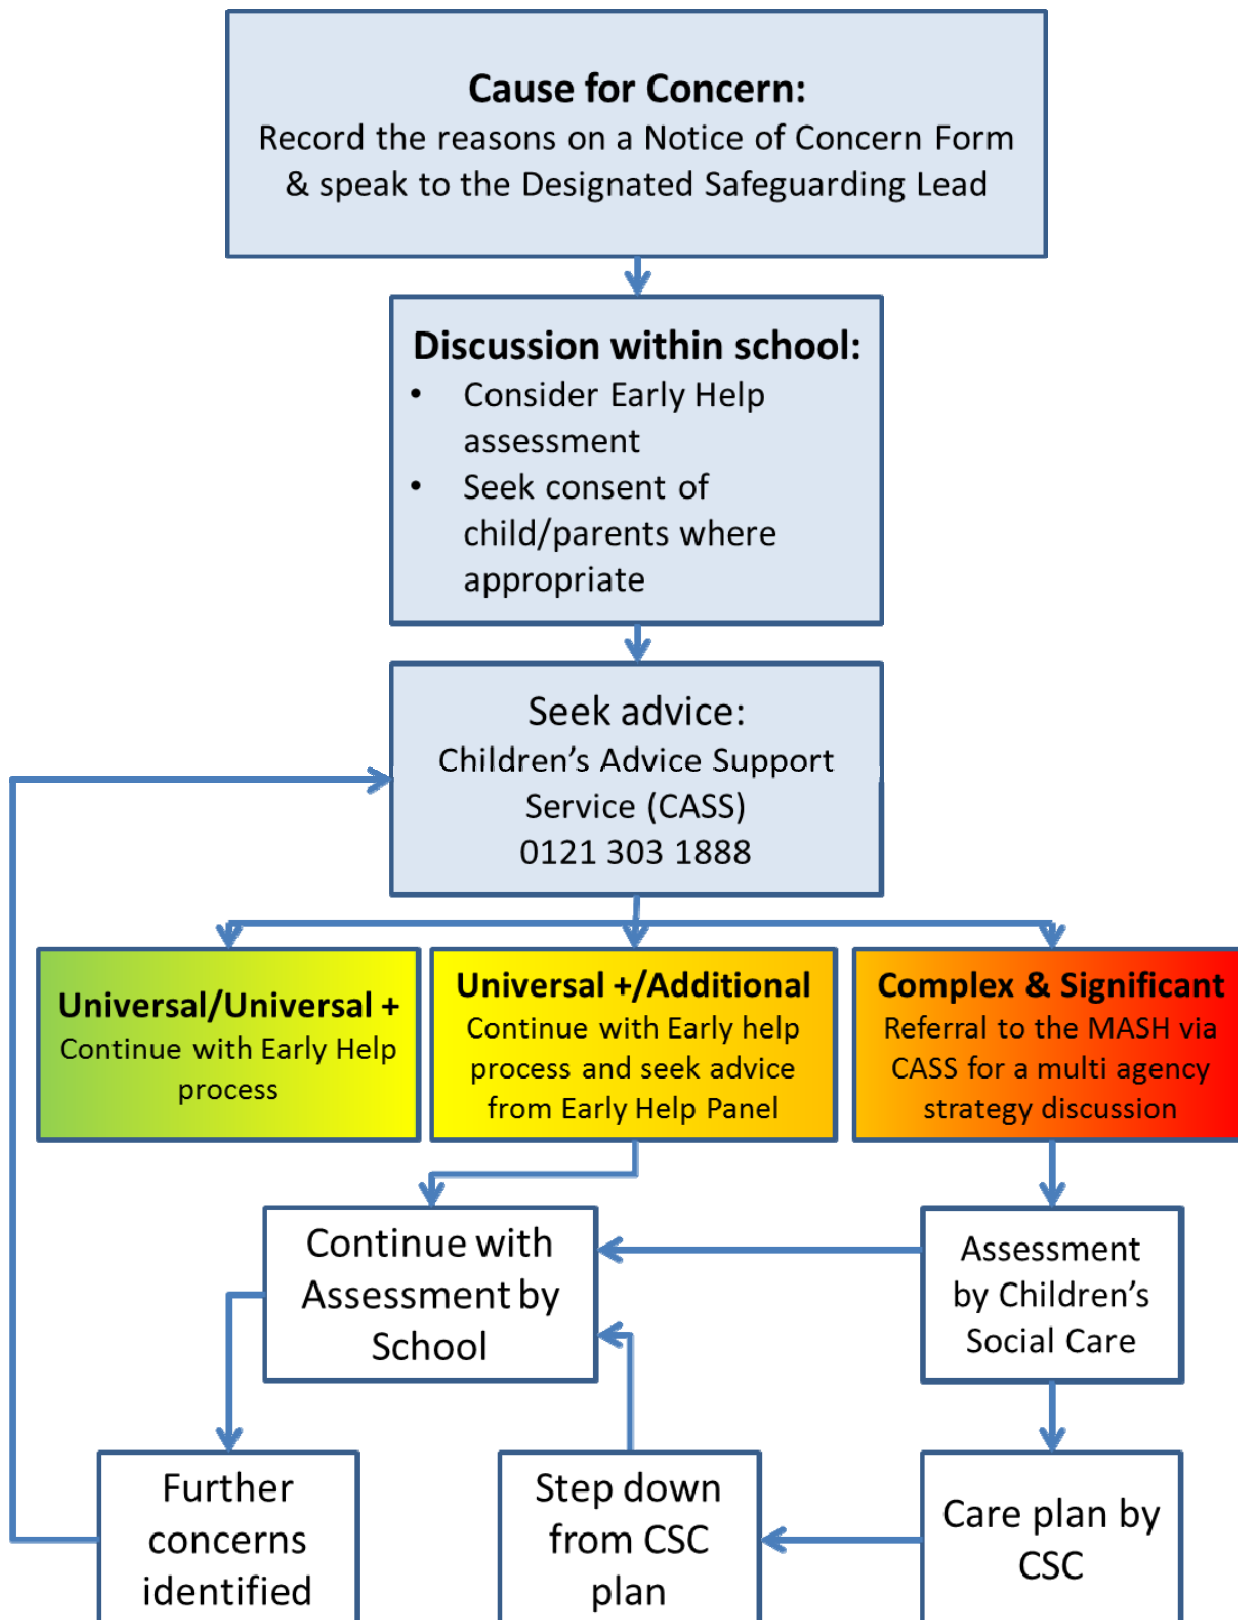 Cause for Concern:
Record the reasons on a Notice of Concern Form
& speak to the Designated Safeguarding Lead
Discussion within school:
• Consider Early Help
assessment
• Seek consent of
child/parents where
appropriate
Seek advice:
Children’s Advice Support
Service (CASS)
0121 303 1888
Universal/Universal +
Continue with Early Help
process
Universal +/Additional
Continue with Early help
process and seek advice
from Early Help Panel
Complex & Significant
Referral to the MASH via
CASS for a multi agency
strategy discussion
Continue with
Assessment by
School
Assessment
by Children’s
Social Care
Further
concerns
identified
Step down
from CSC
plan
Care plan by
CSC